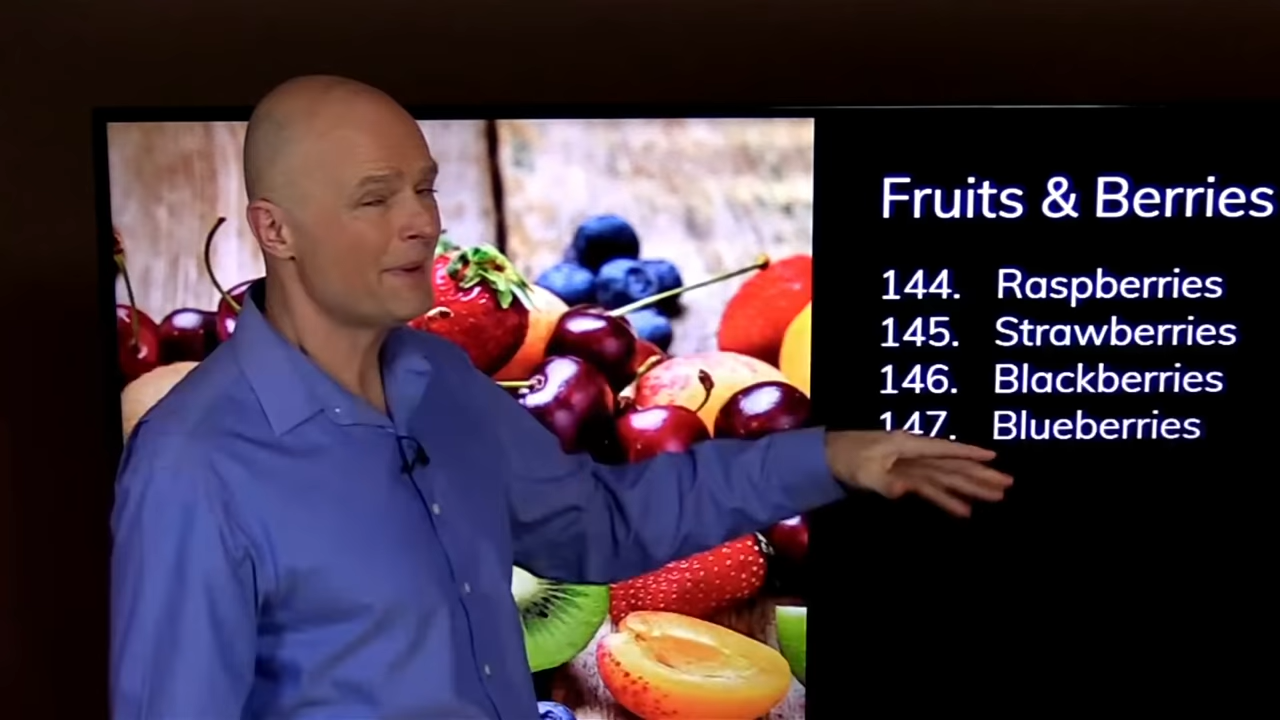 Fruits & Berries
144. Raspberries
145. Strawberries
146. Blackberries
147. Blueberries